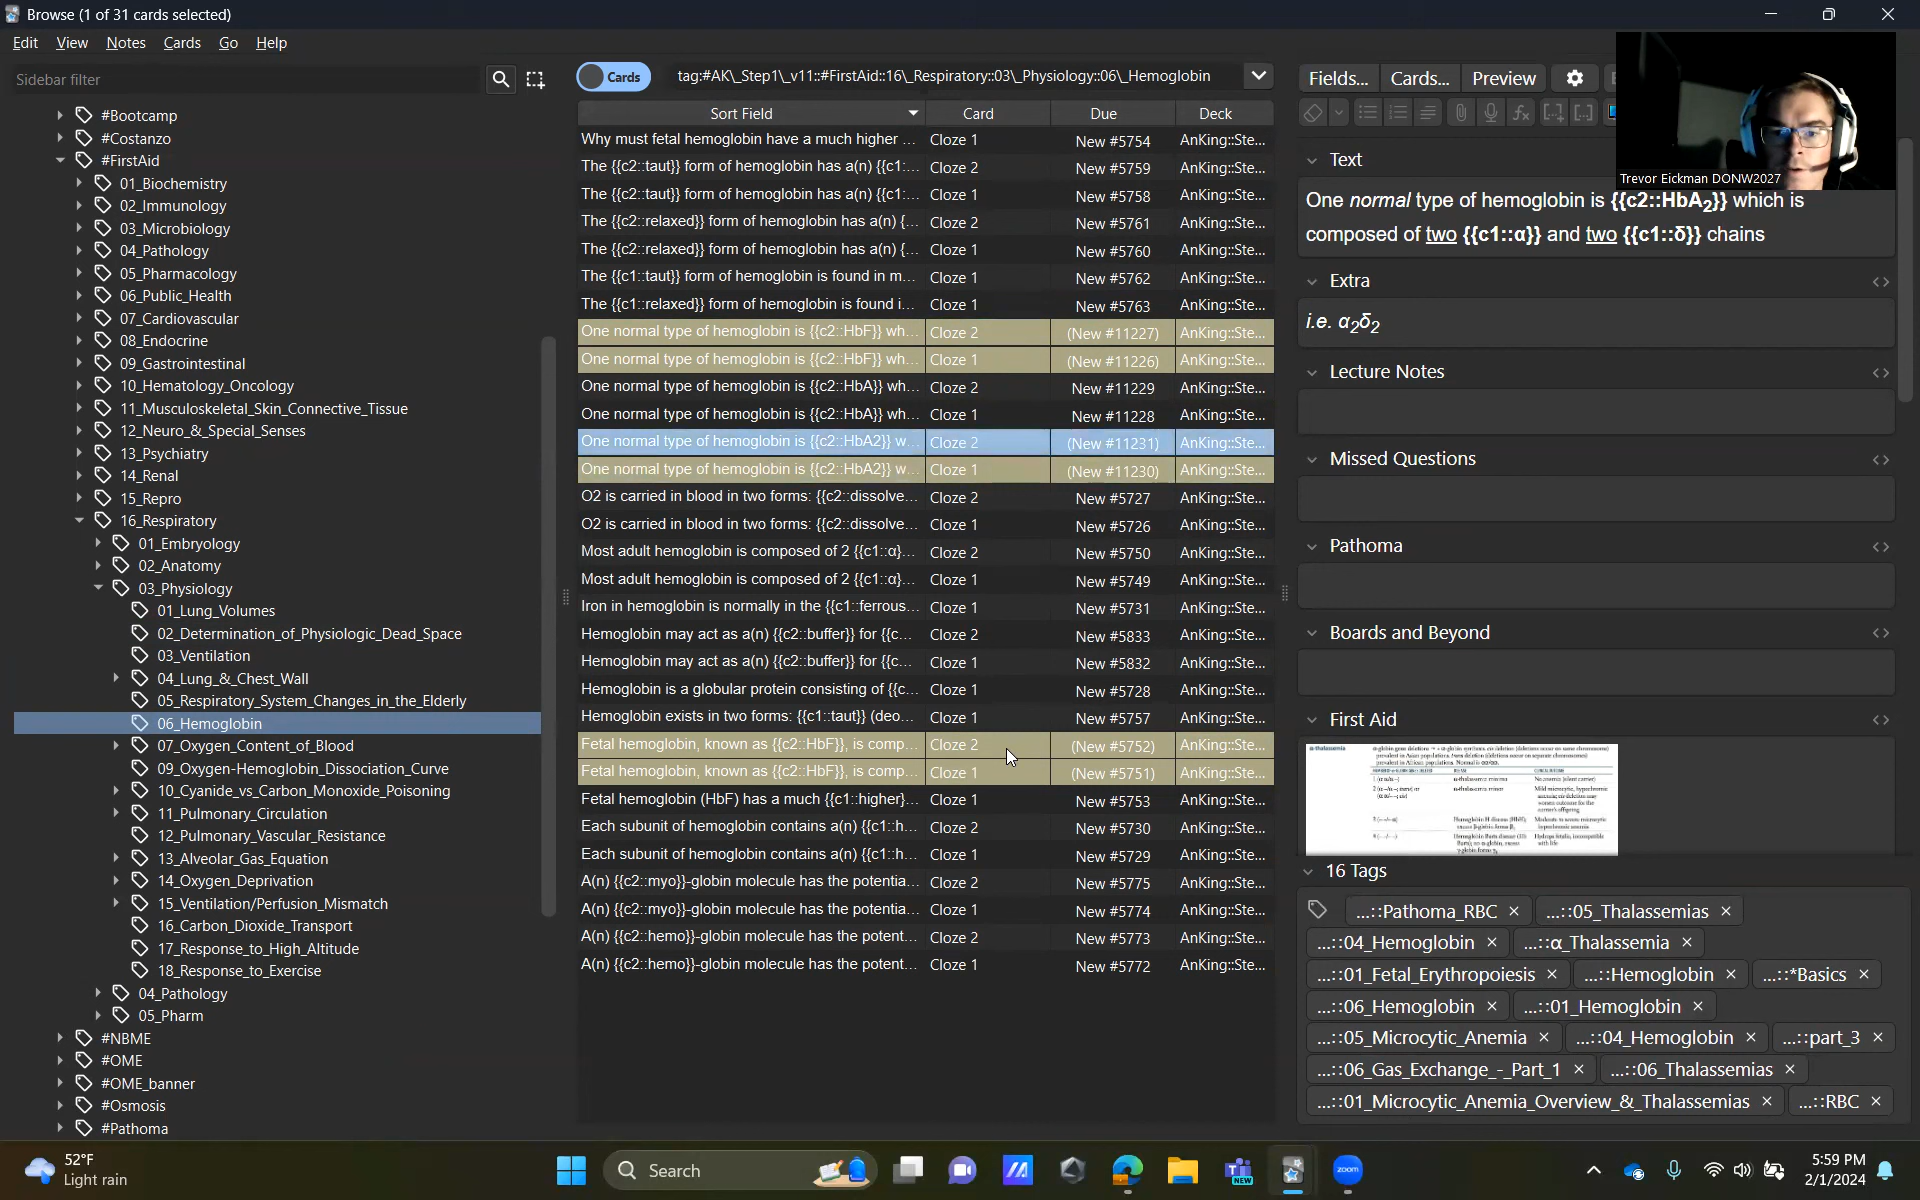 Browse (1 of 31 cards selected)
Edit View Notes Cards Go Help
Sidebar filter
#Bootcamp
#Costanzo
#FirstAid
01_Biochemistry
02_Immunology
03_Microbiology
04_Pathology
05_Pharmacology
06_Public_Health
07_Cardiovascular
08_Endocrine
09_Gastrointestinal
10_Hematology_Oncology
11_Musculoskeletal_Skin_Connective_Tissue
12_Neuro_&_Special_Senses
13_Psychiatry
14_Renal
15_Repro
16_Respiratory
01_Embryology
02_Anatomy
03_Physiology
01_Lung_Volumes
02_Determination_of_Physiologic_Dead_Space
03_Ventilation
04_Lung_&_Chest_Wall
05_Respiratory_System_Changes_in_the_Elderly
06_Hemoglobin
07_Oxygen_Content_of_Blood
09_Oxygen-Hemoglobin_Dissociation_Curve
10_Cyanide_vs_Carbon_Monoxide_Poisoning
11_Pulmonary_Circulation
12_Pulmonary_Vascular_Resistance
13_Alveolar_Gas_Equation
14_Oxygen_Deprivation
15_Ventilation/Perfusion_Mismatch
16_Carbon_Dioxide_Transport
17_Response_to_High_Altitude
18_Response_to_Exercise
04_Pathology
05_Pharm
#NBME
#OME
#OME_banner
#Osmosis
#Pathoma
Cards tag:#AK\_Step1\_v11::#FirstAid::16\_Respiratory::03\_Physiology::06\_Hemoglobin
Sort Field Card Due Deck
Why must fetal hemoglobin have a much higher ... Cloze 1 New #5754 AnKing::Ste...
The {{c2::taut}} form of hemoglobin has a(n) {{c1:... Cloze 2 New #5759 AnKing::Ste...
The {{c2::taut}} form of hemoglobin has a(n) {{c1:... Cloze 1 New #5758 AnKing::Ste...
The {{c2::relaxed}} form of hemoglobin has a(n) {... Cloze 2 New #5761 AnKing::Ste...
The {{c2::relaxed}} form of hemoglobin has a(n) {... Cloze 1 New #5760 AnKing::Ste...
The {{c1::taut}} form of hemoglobin is found in m... Cloze 1 New #5762 AnKing::Ste...
The {{c1::relaxed}} form of hemoglobin is found i... Cloze 1 New #5763 AnKing::Ste...
One normal type of hemoglobin is {{c2::HbF}} wh... Cloze 2 (New #11227) AnKing::Ste...
One normal type of hemoglobin is {{c2::HbF}} wh... Cloze 1 (New #11226) AnKing::Ste...
One normal type of hemoglobin is {{c2::HbA}} wh... Cloze 2 New #11229 AnKing::Ste...
One normal type of hemoglobin is {{c2::HbA}} wh... Cloze 1 New #11228 AnKing::Ste...
One normal type of hemoglobin is {{c2::HbA2}} w... Cloze 2 (New #11231) AnKing::Ste...
One normal type of hemoglobin is {{c2::HbA2}} w... Cloze 1 (New #11230) AnKing::Ste...
O2 is carried in blood in two forms: {{c2::dissolve... Cloze 2 New #5727 AnKing::Ste...
O2 is carried in blood in two forms: {{c2::dissolve... Cloze 1 New #5726 AnKing::Ste...
Most adult hemoglobin is composed of 2 {{c1::α}... Cloze 2 New #5750 AnKing::Ste...
Most adult hemoglobin is composed of 2 {{c1::α}... Cloze 1 New #5749 AnKing::Ste...
Iron in hemoglobin is normally in the {{c1::ferrous... Cloze 1 New #5731 AnKing::Ste...
Hemoglobin may act as a(n) {{c2::buffer}} for {{c... Cloze 2 New #5833 AnKing::Ste...
Hemoglobin may act as a(n) {{c2::buffer}} for {{c... Cloze 1 New #5832 AnKing::Ste...
Hemoglobin is a globular protein consisting of {{c... Cloze 1 New #5728 AnKing::Ste...
Hemoglobin exists in two forms: {{c1::taut}} (deo... Cloze 1 New #5757 AnKing::Ste...
Fetal hemoglobin, known as {{c2::HbF}}, is comp... Cloze 2 (New #5752) AnKing::Ste...
Fetal hemoglobin, known as {{c2::HbF}}, is comp... Cloze 1 (New #5751) AnKing::Ste...
Fetal hemoglobin (HbF) has a much {{c1::higher}... Cloze 1 New #5753 AnKing::Ste...
Each subunit of hemoglobin contains a(n) {{c1::h... Cloze 2 New #5730 AnKing::Ste...
Each subunit of hemoglobin contains a(n) {{c1::h... Cloze 1 New #5729 AnKing::Ste...
A(n) {{c2::myo}}-globin molecule has the potentia... Cloze 2 New #5775 AnKing::Ste...
A(n) {{c2::myo}}-globin molecule has the potentia... Cloze 1 New #5774 AnKing::Ste...
A(n) {{c2::hemo}}-globin molecule has the potent... Cloze 2 New #5773 AnKing::Ste...
A(n) {{c2::hemo}}-globin molecule has the potent... Cloze 1 New #5772 AnKing::Ste...
Fields... Cards... Preview
Trevor Eickman DONW2027
Text
One normal type of hemoglobin is {{c2::HbA2}} which is
composed of two {{c1::α}} and two {{c1::δ}} chains
Extra
i.e. α2δ2
Lecture Notes
Missed Questions
Pathoma
Boards and Beyond
First Aid
16 Tags
...::Pathoma_RBC × ...::05_Thalassemias ×
...::04_Hemoglobin × ...::α_Thalassemia ×
...::01_Fetal_Erythropoiesis × ...::Hemoglobin × ...::*Basics ×
...::06_Hemoglobin × ...::01_Hemoglobin ×
...::05_Microcytic_Anemia × ...::04_Hemoglobin × ...::part_3 ×
...::06_Gas_Exchange_-_Part_1 × ...::06_Thalassemias ×
...::01_Microcytic_Anemia_Overview_&_Thalassemias × ...::RBC ×
52°F
Light rain
Search
NEW
zoom
5:59 PM
2/1/2024